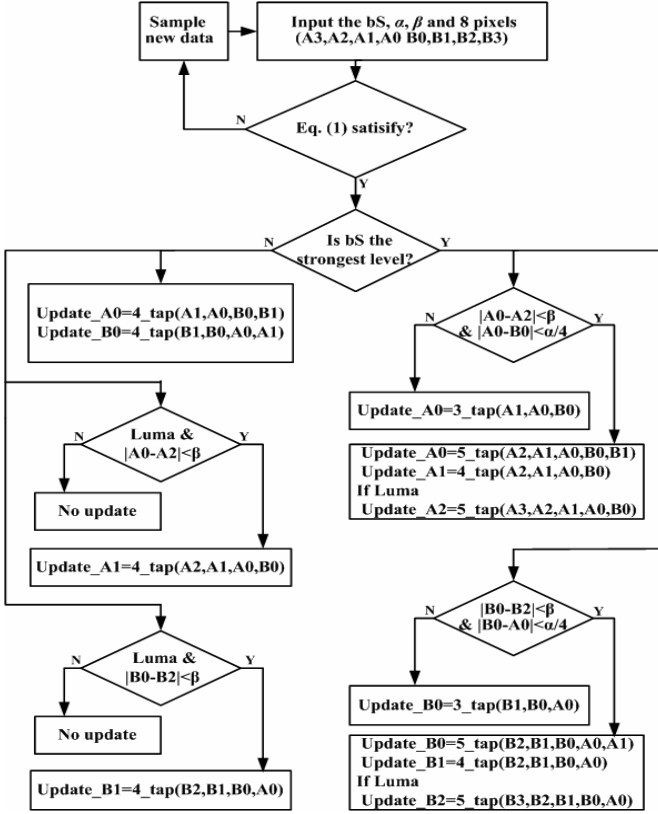 Sample
new data
Input the bS, α, β and 8 pixels
(A3,A2,A1,A0 B0,B1,B2,B3)
N
Eq. (1) satisify?
Y
N
Is bS the
strongest level?
Y
Update_A0=4_tap(A1,A0,B0,B1)
Update_B0=4_tap(B1,B0,A0,A1)
N
|A0-A2|<β
& |A0-B0|<α/4
Y
Update_A0=3_tap(A1,A0,B0)
Update_A0=5_tap(A2,A1,A0,B0,B1)
Update_A1=4_tap(A2,A1,A0,B0)
If Luma
Update_A2=5_tap(A3,A2,A1,A0,B0)
N
Luma &
|A0-A2|<β
Y
No update
Update_A1=4_tap(A2,A1,A0,B0)
N
Luma &
|B0-B2|<β
Y
No update
Update_B1=4_tap(B2,B1,B0,A0)
N
|B0-B2|<β
& |B0-A0|<α/4
Y
Update_B0=3_tap(B1,B0,A0)
Update_B0=5_tap(B2,B1,B0,A0,A1)
Update_B1=4_tap(B2,B1,B0,A0)
If Luma
Update_B2=5_tap(B3,B2,B1,B0,A0)